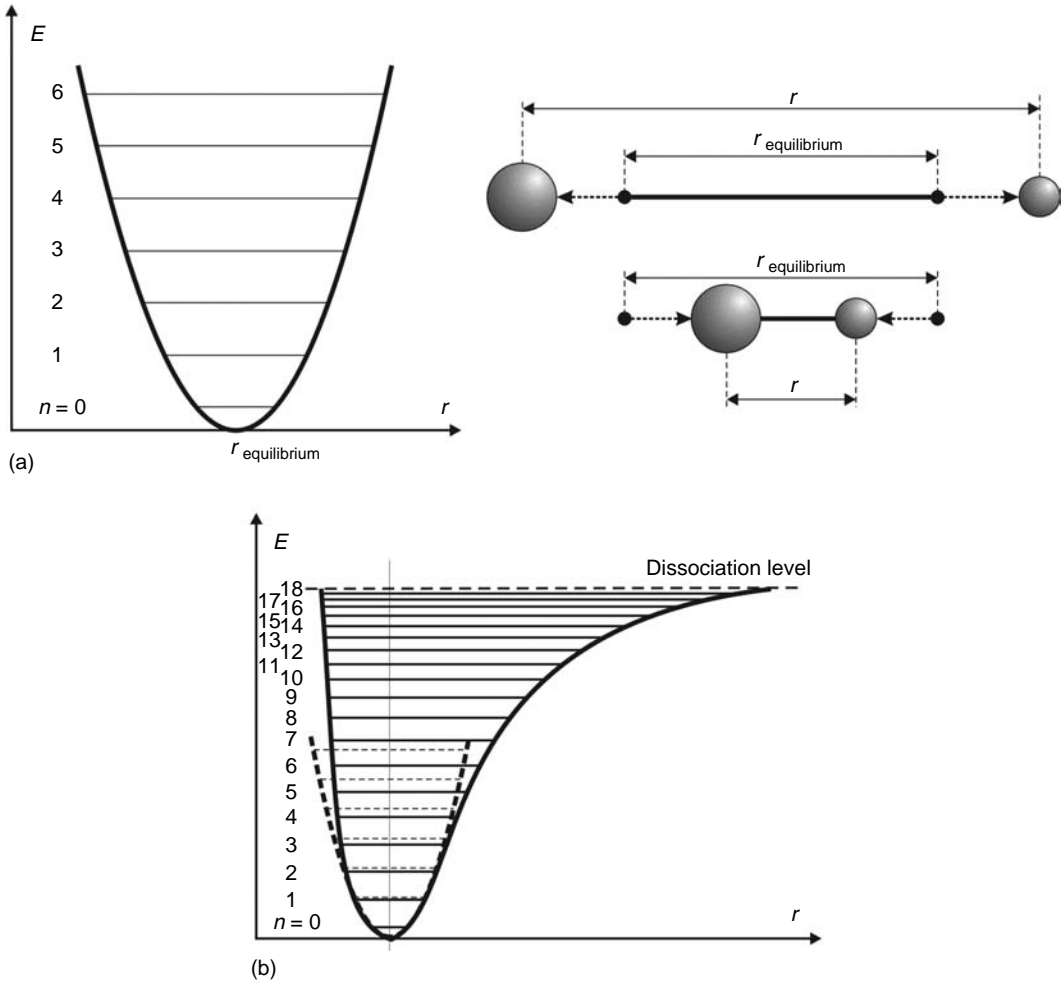 E
6
5
4
3
2
1
n = 0
r
r equilibrium
(a)
r
r equilibrium
r equilibrium
r
E
Dissociation level
18
17 16
15 14
13
12
11 10
9
8
7
6
5
4
3
2
1
n = 0
r
(b)